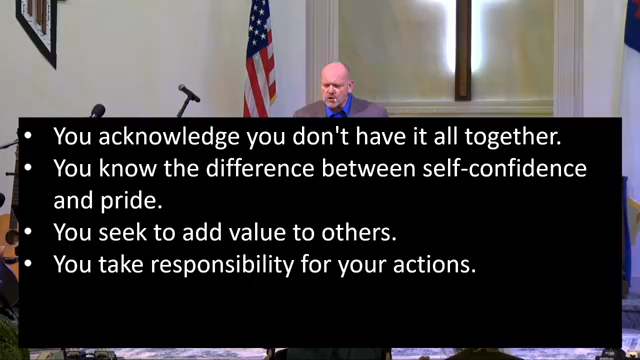 • You acknowledge you don't have it all together.
• You know the difference between self-confidence
and pride.
• You seek to add value to others.
• You take responsibility for your actions.